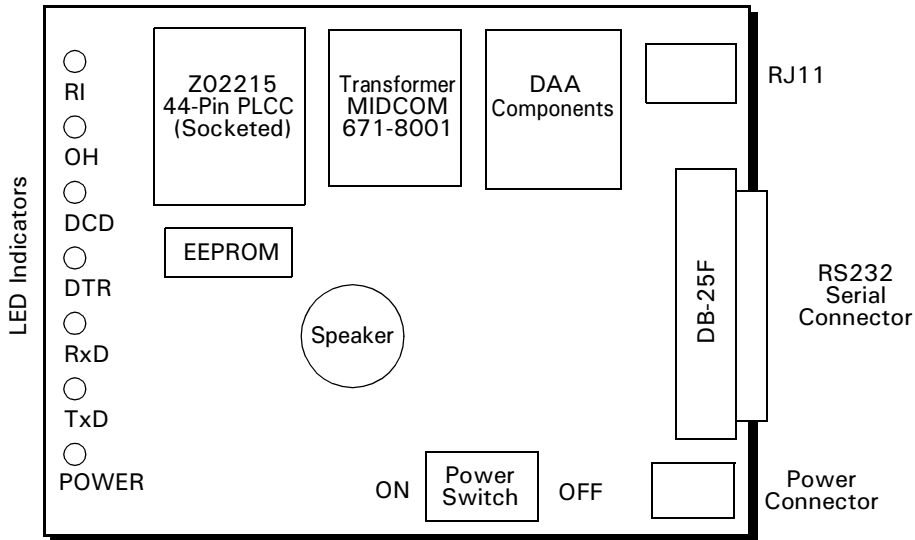 LED Indicators
RI
OH
DCD
DTR
RxD
TxD
POWER
Z02215
44-Pin PLCC
(Socketed)
Transformer
MIDCOM
671-8001
DAA
Components
RJ11
EEPROM
Speaker
DB-25F
RS232
Serial
Connector
ON
Power
Switch
OFF
Power
Connector